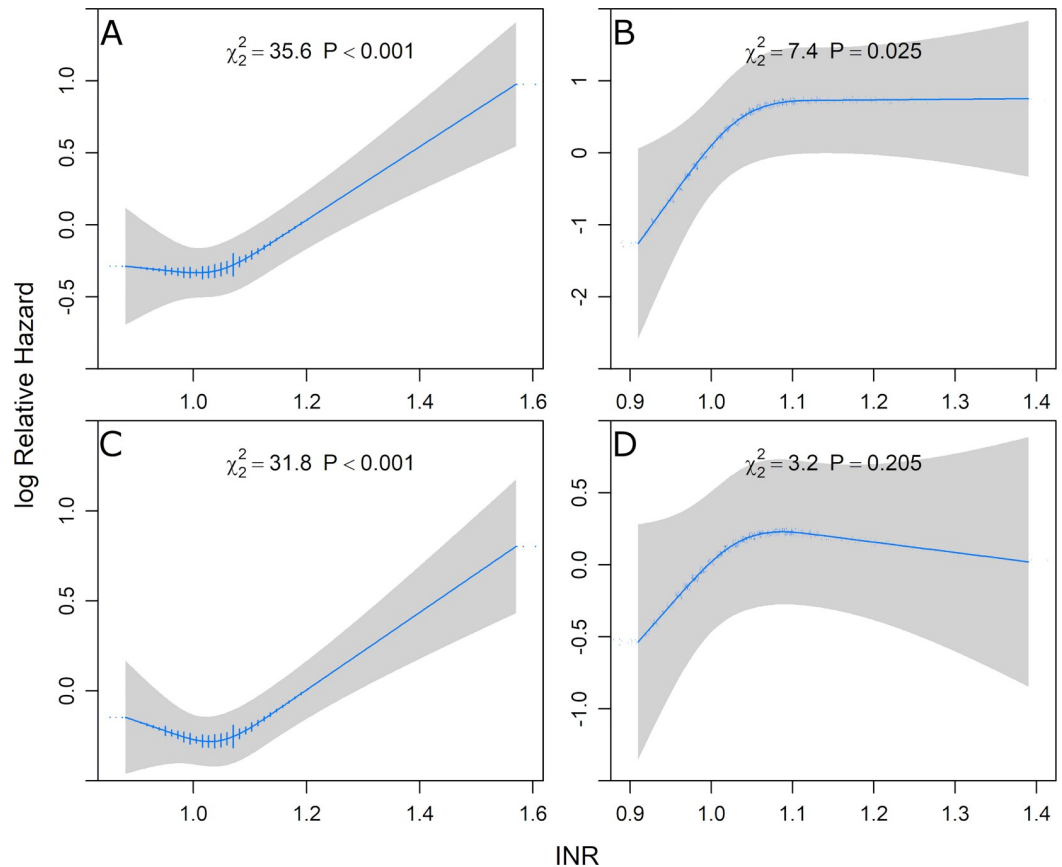 A
χ²₂ = 35.6 P < 0.001
1.0
0.5
0.0
-0.5
1.0 1.2 1.4 1.6
B
χ²₂ = 7.4 P = 0.025
1
0
-1
-2
0.9 1.0 1.1 1.2 1.3 1.4
C
χ²₂ = 31.8 P < 0.001
1.0
0.5
0.0
1.0 1.2 1.4 1.6
D
χ²₂ = 3.2 P = 0.205
0.5
0.0
-0.5
-1.0
0.9 1.0 1.1 1.2 1.3 1.4
log Relative Hazard
INR